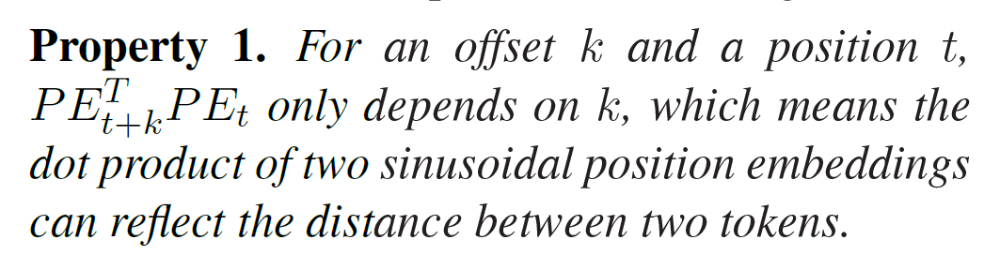 Property 1. For an offset k and a position t,
$PE_{t+k}^{T}PE_{t}$ only depends on k, which means the
dot product of two sinusoidal position embeddings
can reflect the distance between two tokens.